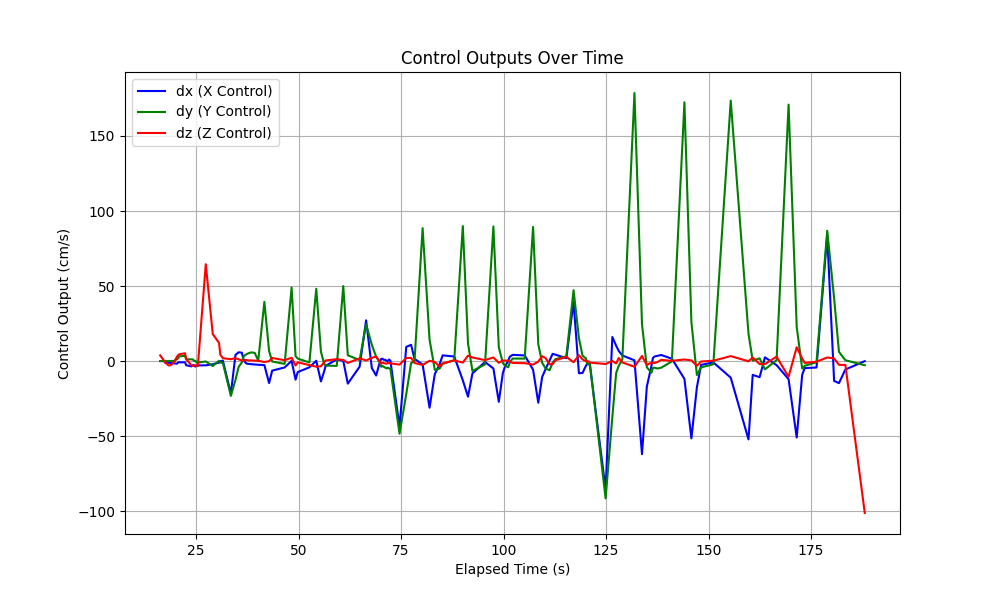 Control Outputs Over Time
dx (X Control)
dy (Y Control)
dz (Z Control)
Control Output (cm/s)
150
100
50
0
−50
−100
25 50 75 100 125 150 175
Elapsed Time (s)